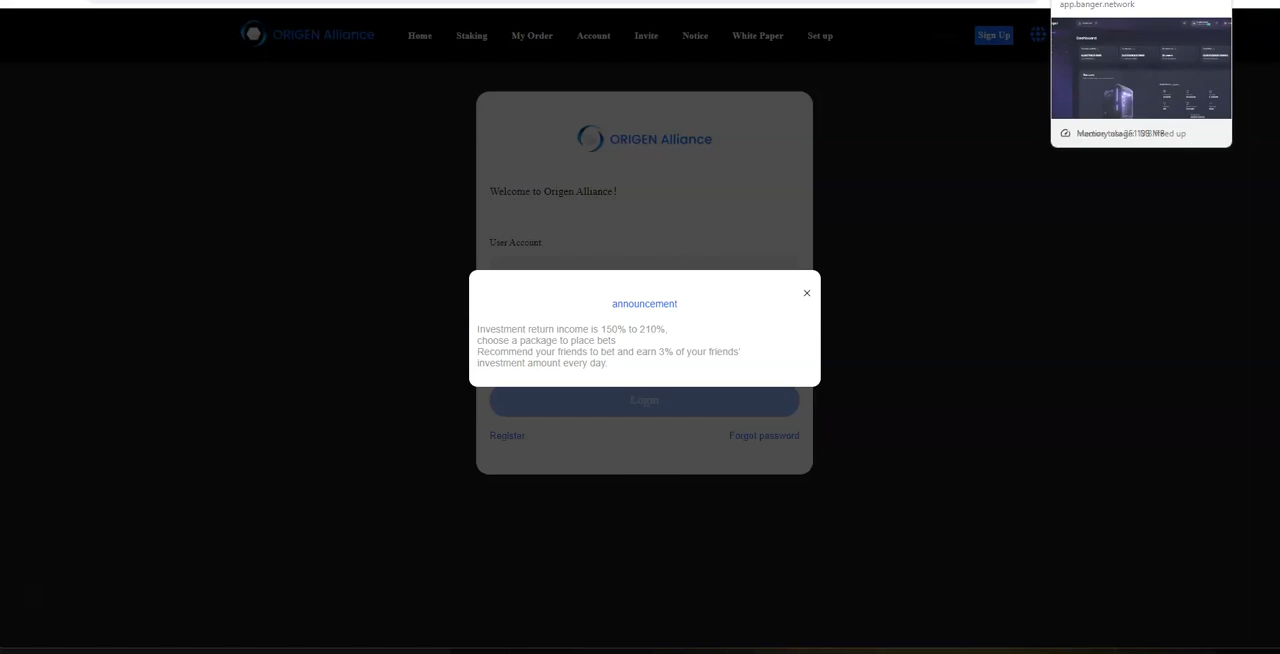 app.banger.network
ORIGEN Alliance
Home
Staking
My Order
Account
Invite
Notice
White Paper
Set up
Sign Up
Dashboard
ORIGEN Alliance
Welcome to Origen Alliance!
User Account
announcement
Investment return income is 150% to 210%,
choose a package to place bets
Recommend your friends to bet and earn 3% of your friends'
investment amount every day.
Login
Register
Forgot password